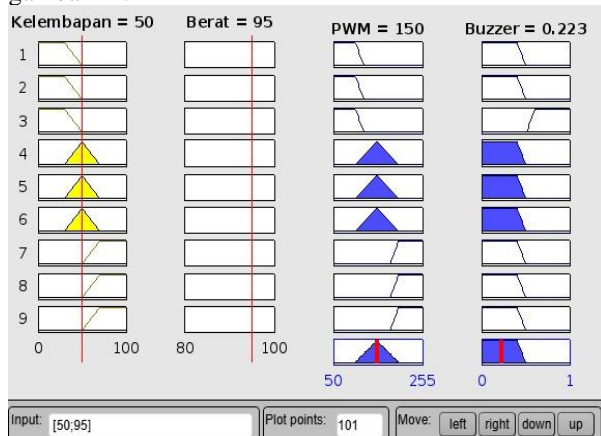 Kelembapan = 50 Berat = 95 PWM = 150 Buzzer = 0.223
1
2
3
4
5
6
7
8
9
0 100 80 100
50 255 0 1
Input: [50;95] Plot points: 101 Move: left right down up